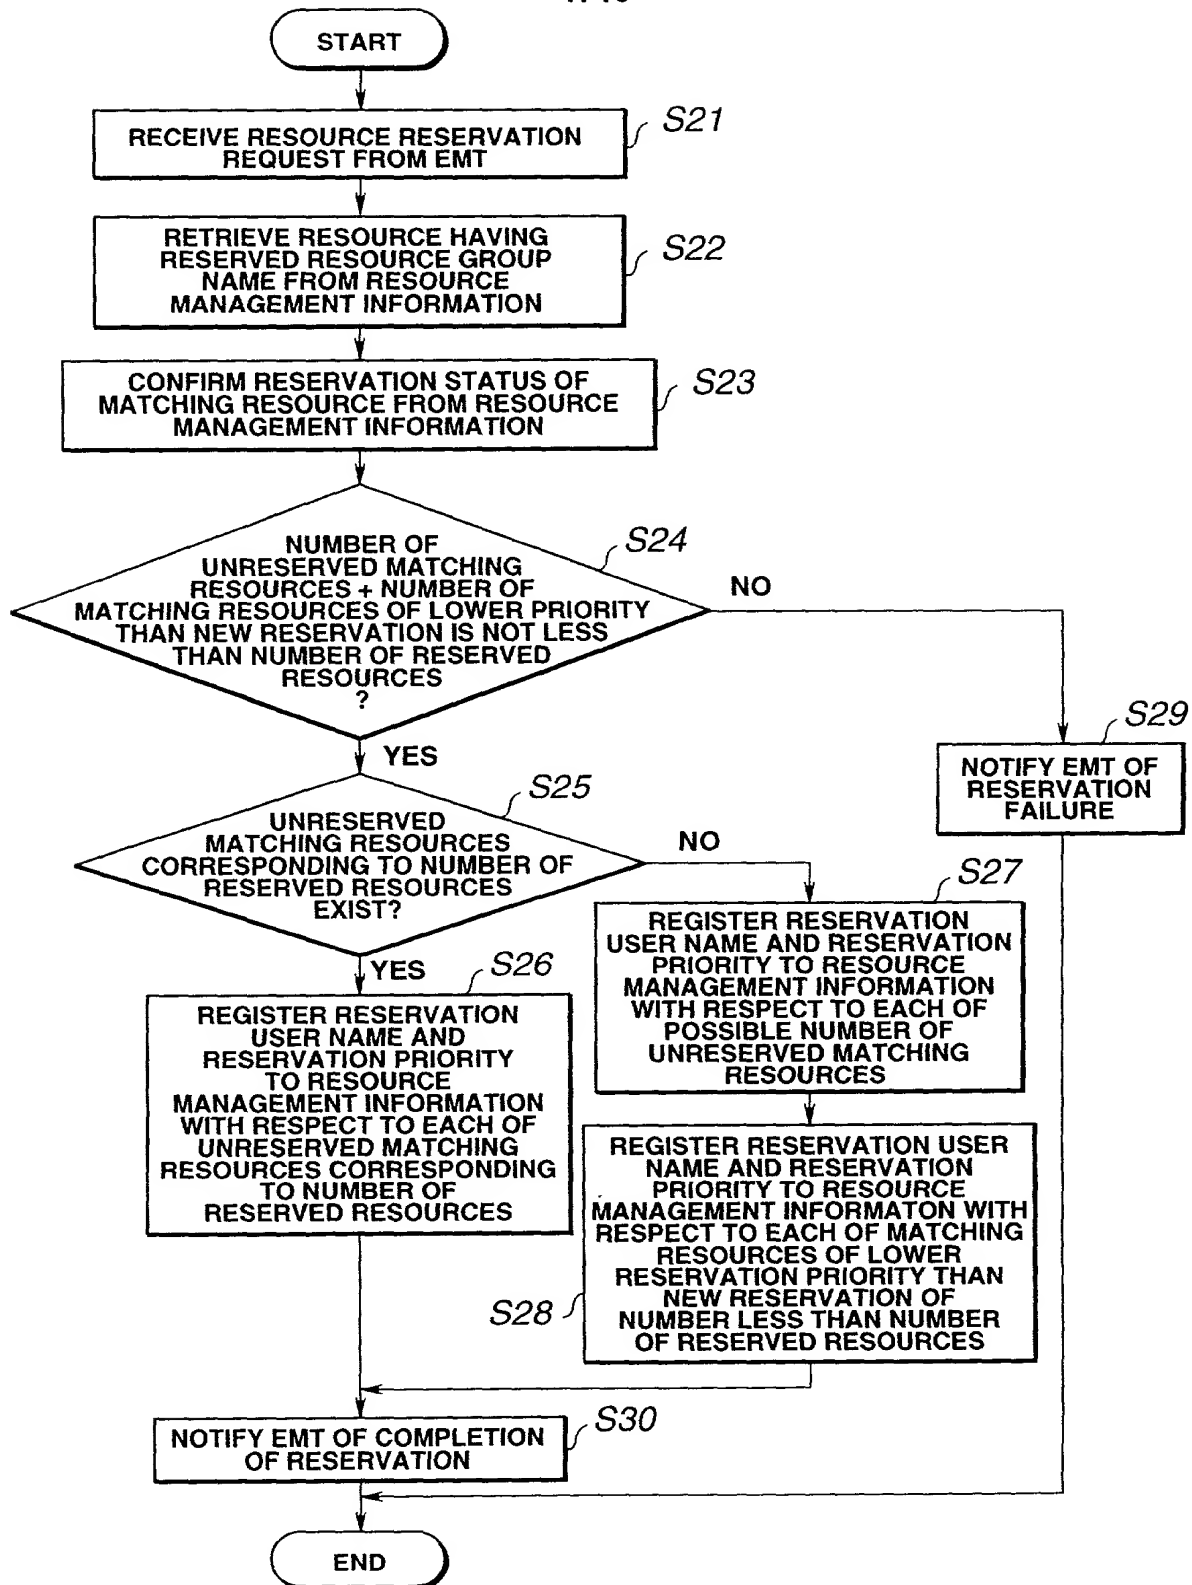 START
S21
RECEIVE RESOURCE RESERVATION
REQUEST FROM EMT
S22
RETRIEVE RESOURCE HAVING
RESERVED RESOURCE GROUP
NAME FROM RESOURCE
MANAGEMENT INFORMATION
S23
CONFIRM RESERVATION STATUS OF
MATCHING RESOURCE FROM RESOURCE
MANAGEMENT INFORMATION
S24
NUMBER OF
UNRESERVED MATCHING
RESOURCES + NUMBER OF
MATCHING RESOURCES OF LOWER PRIORITY
THAN NEW RESERVATION IS NOT LESS
THAN NUMBER OF RESERVED
RESOURCES
?
NO
YES
S29
NOTIFY EMT OF
RESERVATION
FAILURE
S25
UNRESERVED
MATCHING RESOURCES
CORRESPONDING TO NUMBER OF
RESERVED RESOURCES
EXIST?
NO
YES
S26
REGISTER RESERVATION
USER NAME AND
RESERVATION PRIORITY
TO RESOURCE
MANAGEMENT INFORMATION
WITH RESPECT TO EACH OF
UNRESERVED MATCHING
RESOURCES CORRESPONDING
TO NUMBER OF
RESERVED RESOURCES
S27
REGISTER RESERVATION
USER NAME AND RESERVATION
PRIORITY TO RESOURCE
MANAGEMENT INFORMATION
WITH RESPECT TO EACH OF
POSSIBLE NUMBER OF
UNRESERVED MATCHING
RESOURCES
REGISTER RESERVATION USER
NAME AND RESERVATION
PRIORITY TO RESOURCE
MANAGEMENT INFORMATON WITH
RESPECT TO EACH OF MATCHING
RESOURCES OF LOWER
RESERVATION PRIORITY THAN
NEW RESERVATION OF
NUMBER LESS THAN NUMBER
OF RESERVED RESOURCES
S28
S30
NOTIFY EMT OF COMPLETION
OF RESERVATION
END